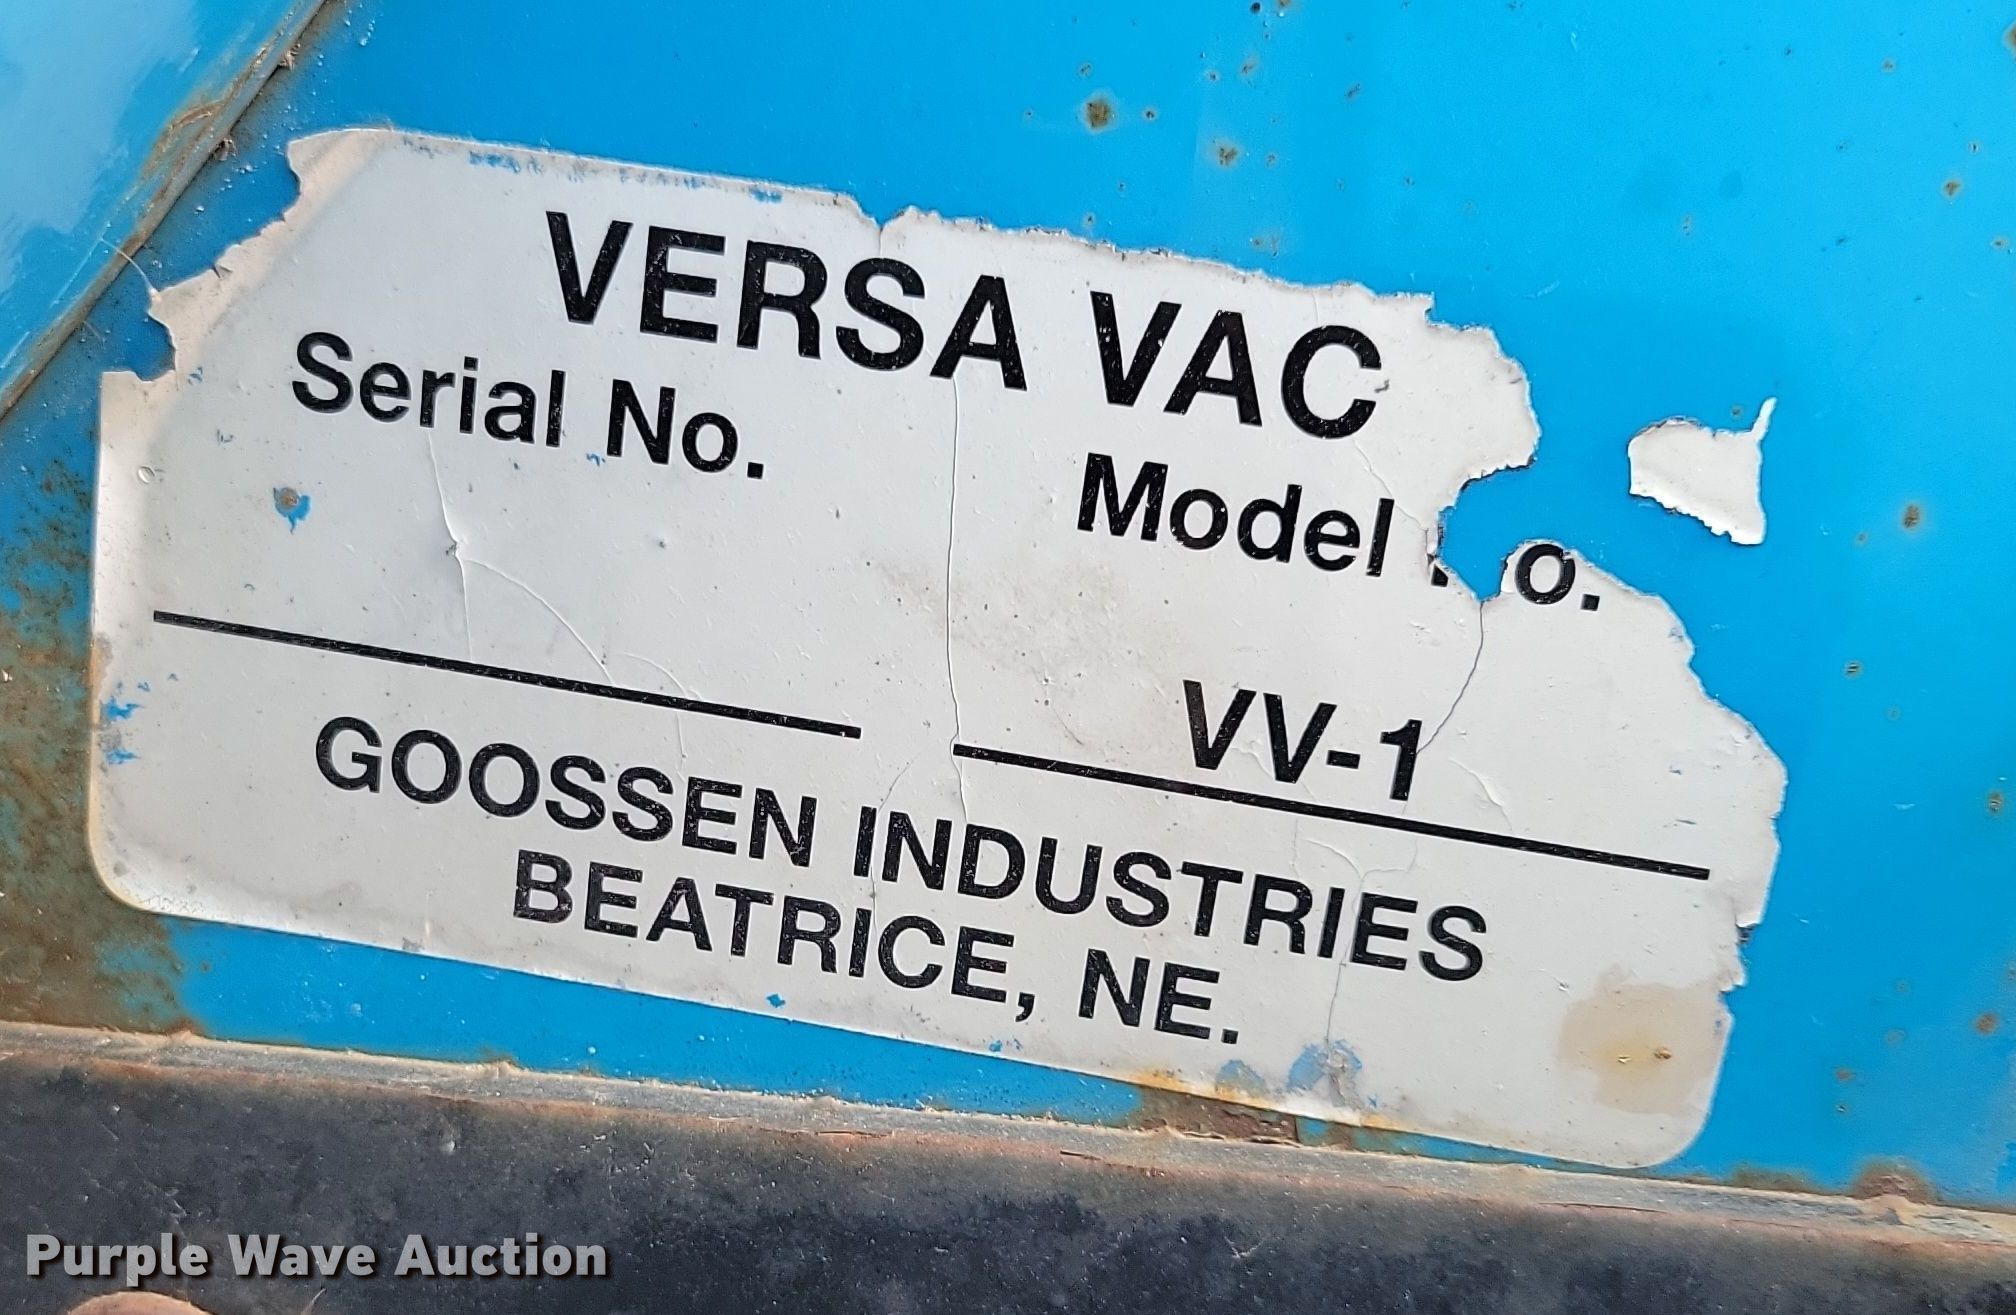 VERSA VAC
Serial No.
Model o.
VV-1
GOOSSEN INDUSTRIES
BEATRICE, NE.
Purple Wave Auction